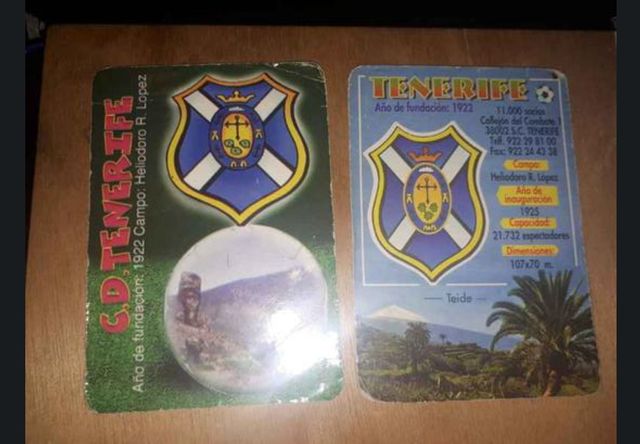 C.D. TENERIFE
Año de fundación: 1922 Campo: Heliodoro R. Lopez
TENERIFE
Año de fundación: 1922
11.000 socios
Callejón del Combate 1
38002 S.C. TENERIFE
Telf. 922 29 81 00
Fax: 922 24 43 38
Campo:
Heliodoro R. López
Año de
inauguración
1925
Capacidad:
21.732 espectadores
Dimensiones:
107x70 m.
Teide